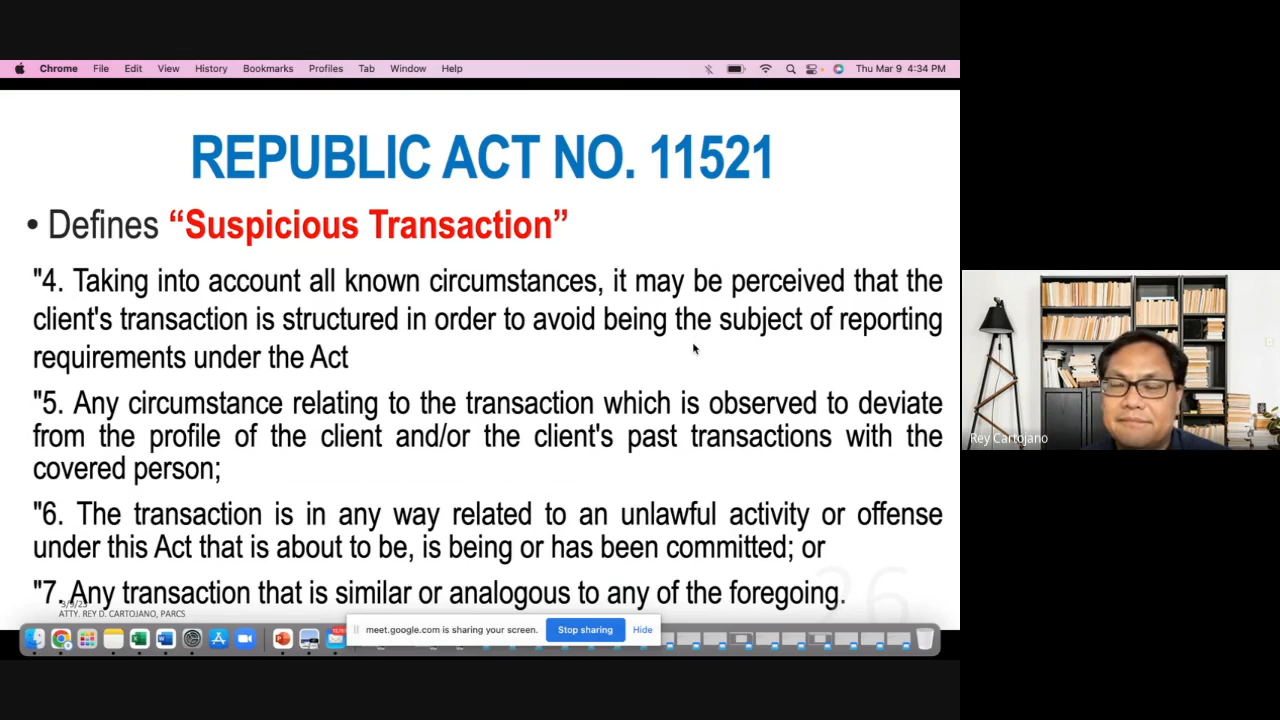 Chrome File Edit View History Bookmarks Profiles Tab Window Help Thu Mar 9 4:34 PM
REPUBLIC ACT NO. 11521
• Defines “Suspicious Transaction”
"4. Taking into account all known circumstances, it may be perceived that the
client's transaction is structured in order to avoid being the subject of reporting
requirements under the Act
"5. Any circumstance relating to the transaction which is observed to deviate
from the profile of the client and/or the client's past transactions with the
covered person;
"6. The transaction is in any way related to an unlawful activity or offense
under this Act that is about to be, is being or has been committed; or
"7. Any transaction that is similar or analogous to any of the foregoing.
3/9/23
ATTY. REY D. CARTOJANO, PARCS
26
meet.google.com is sharing your screen. Stop sharing Hide
Rey Cartojano